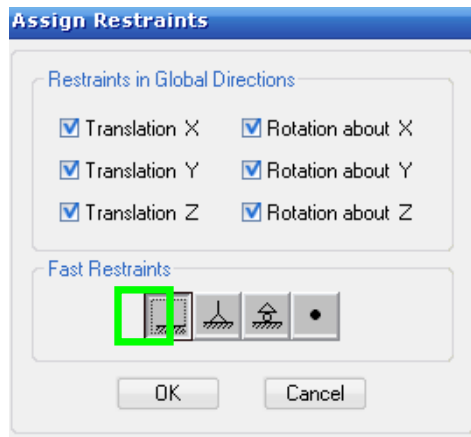 Assign Restraints
Restraints in Global Directions
Translation X
Rotation about X
Translation Y
Rotation about Y
Translation Z
Rotation about Z
Fast Restraints
OK
Cancel